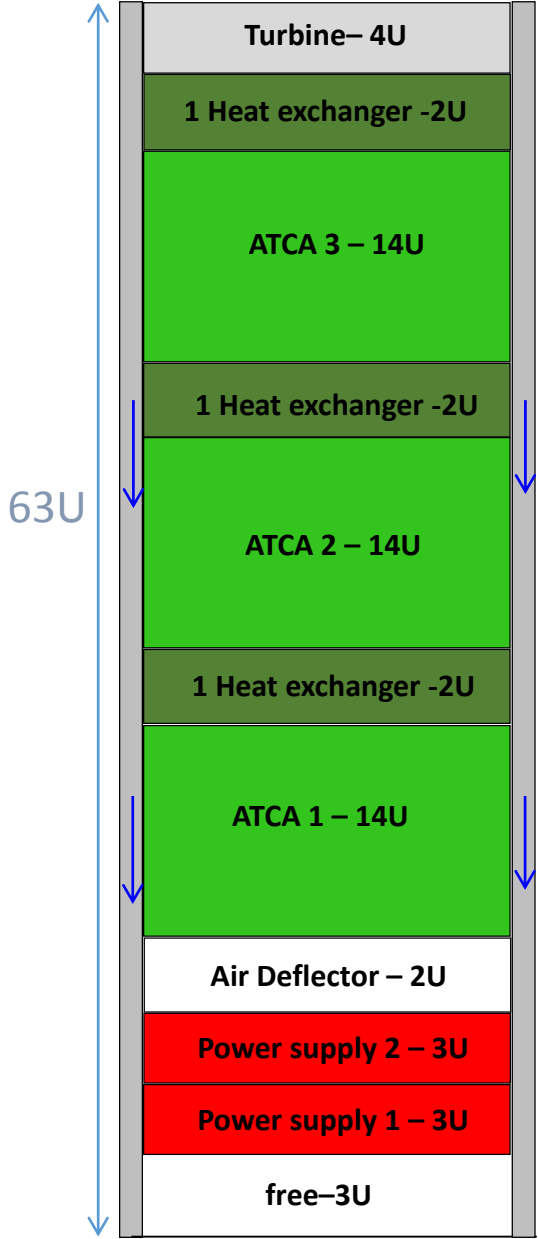 Turbine– 4U
1 Heat exchanger -2U
ATCA 3 – 14U
1 Heat exchanger -2U
63U
ATCA 2 – 14U
1 Heat exchanger -2U
ATCA 1 – 14U
Air Deflector – 2U
Power supply 2 – 3U
Power supply 1 – 3U
free–3U